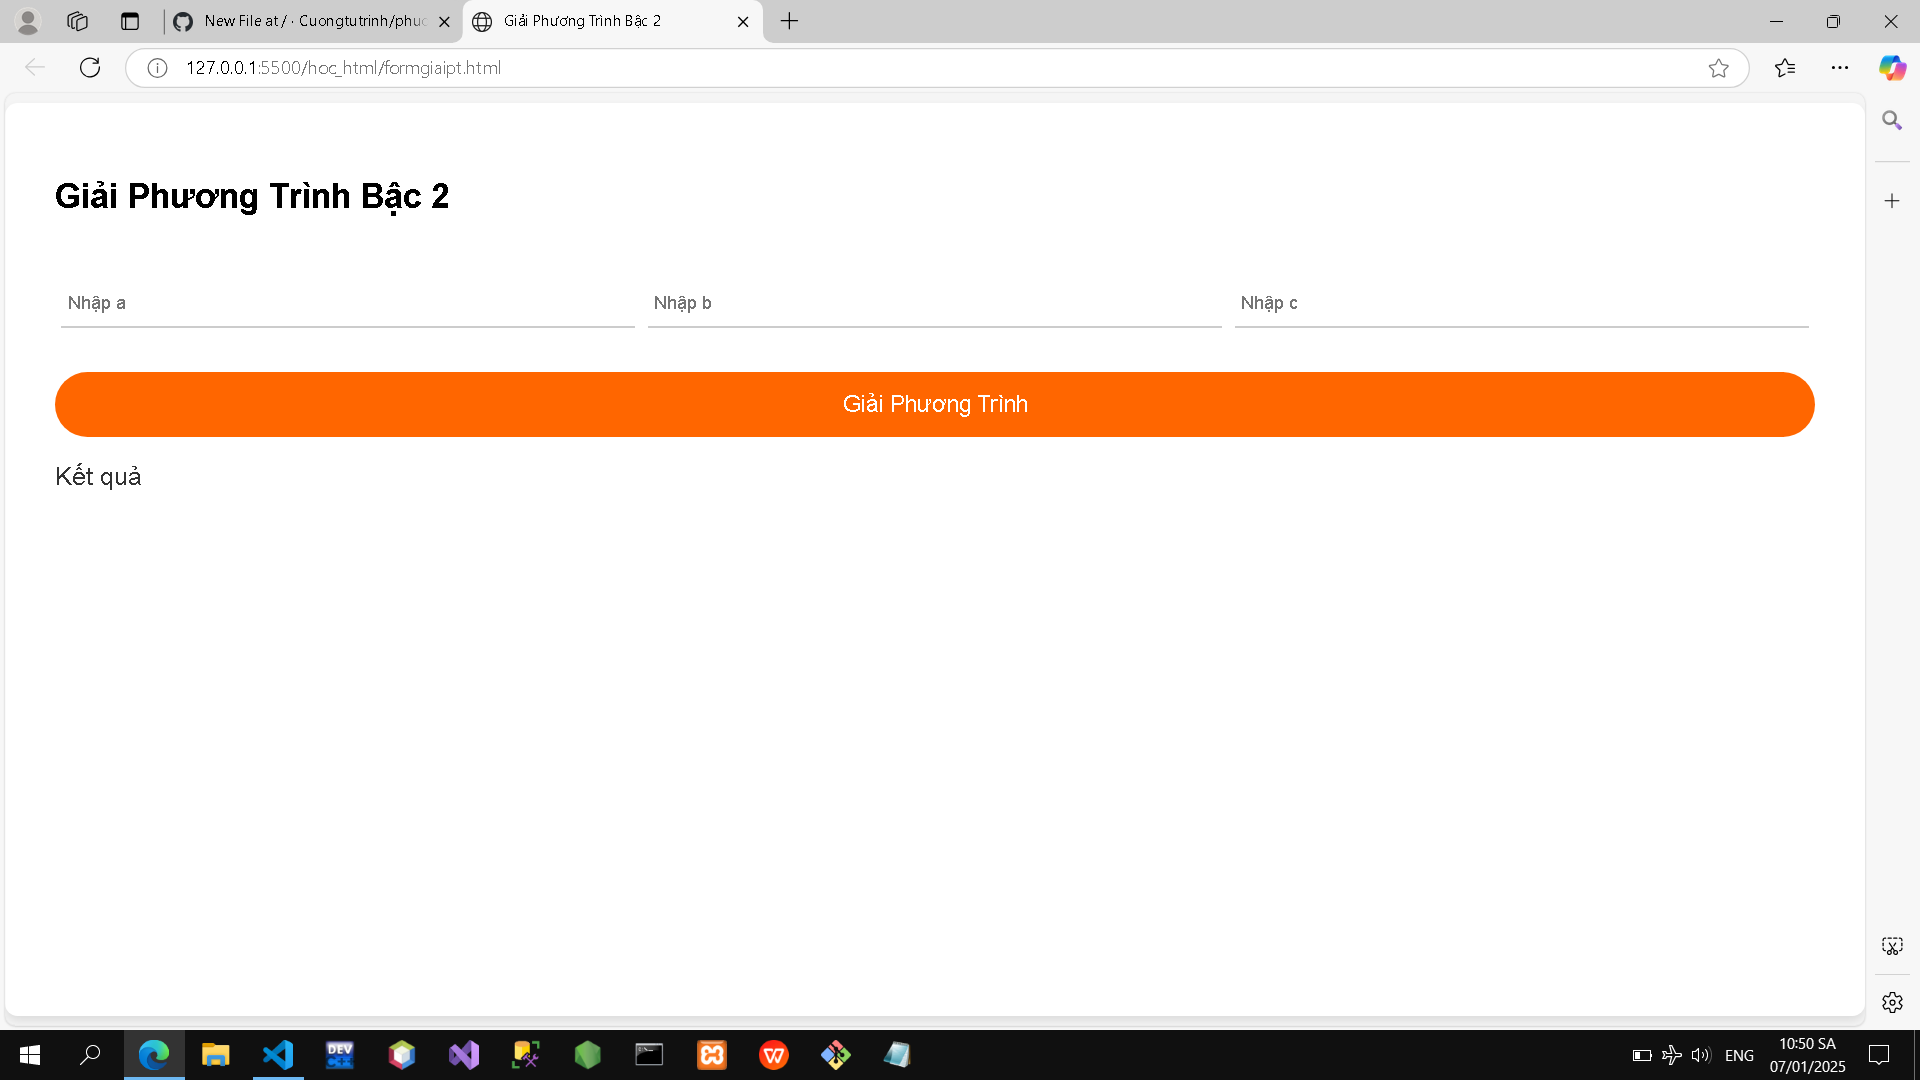 New File at / · Cuongtutrinh/phuc
Giải Phương Trình Bậc 2
127.0.0.1:5500/hoc_html/formgiaipt.html
Giải Phương Trình Bậc 2
Nhập a
Nhập b
Nhập c
Giải Phương Trình
Kết quả
DEV
C++
W
ENG
10:50 SA
07/01/2025